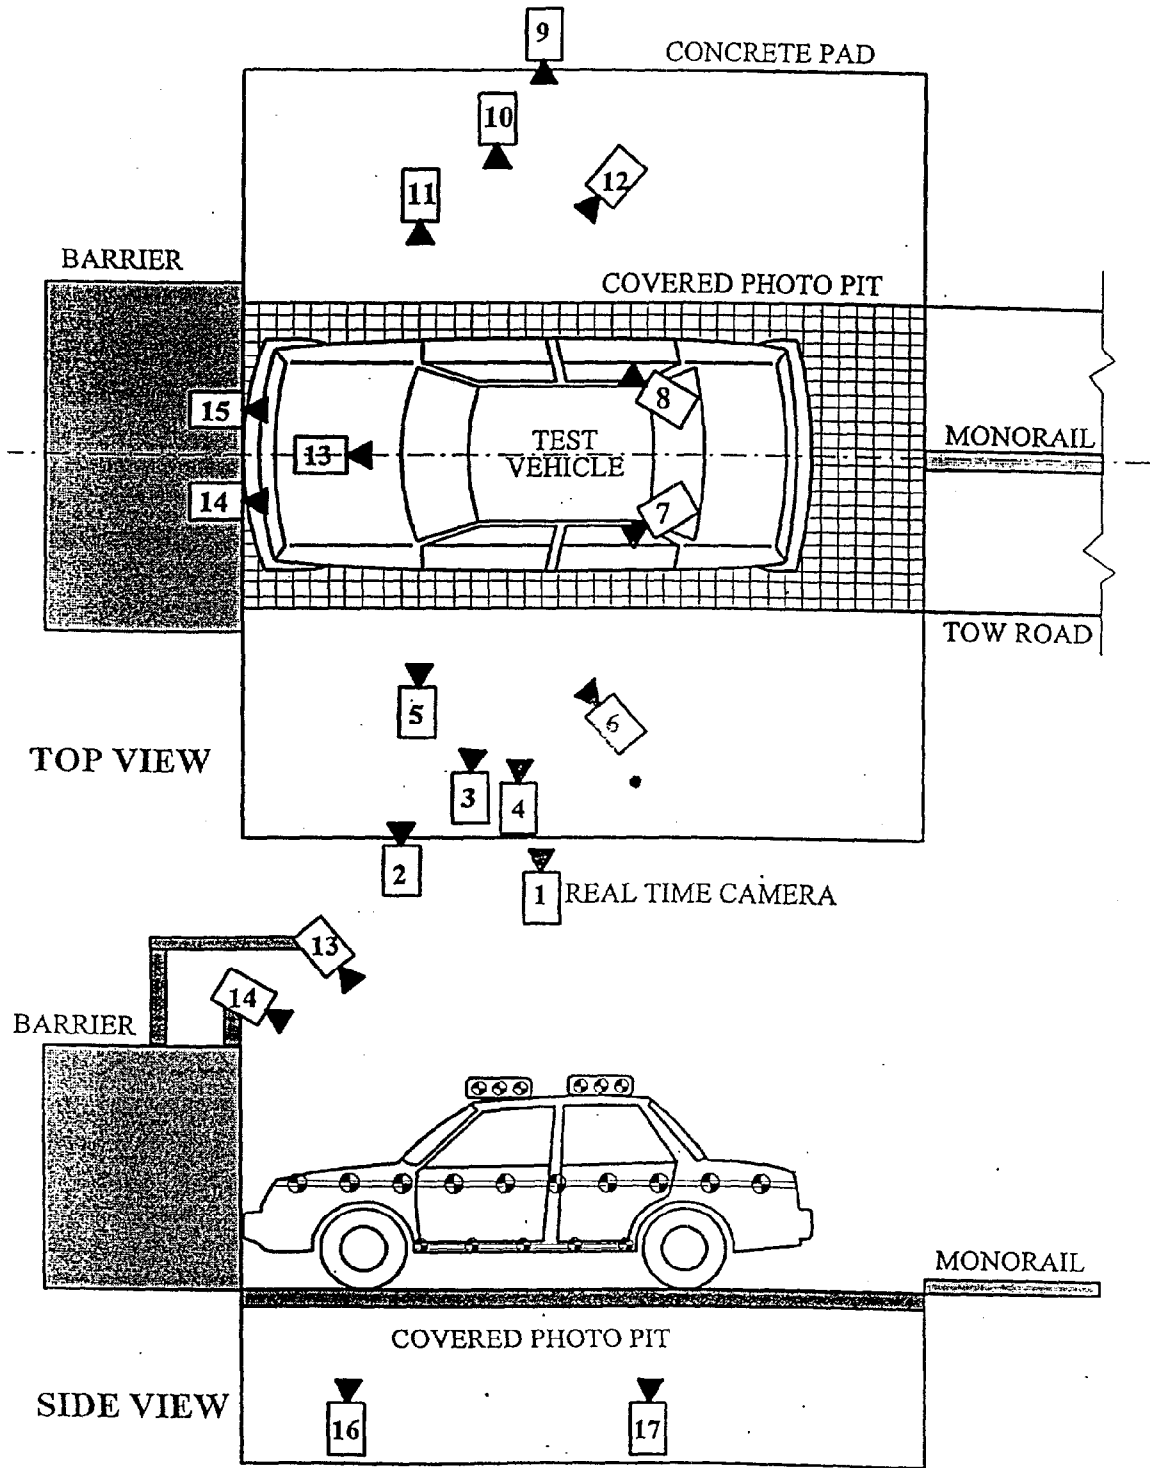 9
CONCRETE PAD
10
12
11
BARRIER
COVERED PHOTO PIT
8
15
TEST
VEHICLE
MONORAIL
13
14
7
TOW ROAD
5
6
TOP VIEW
3
4
2
1
REAL TIME CAMERA
13
14
BARRIER
MONORAIL
COVERED PHOTO PIT
SIDE VIEW
16
17